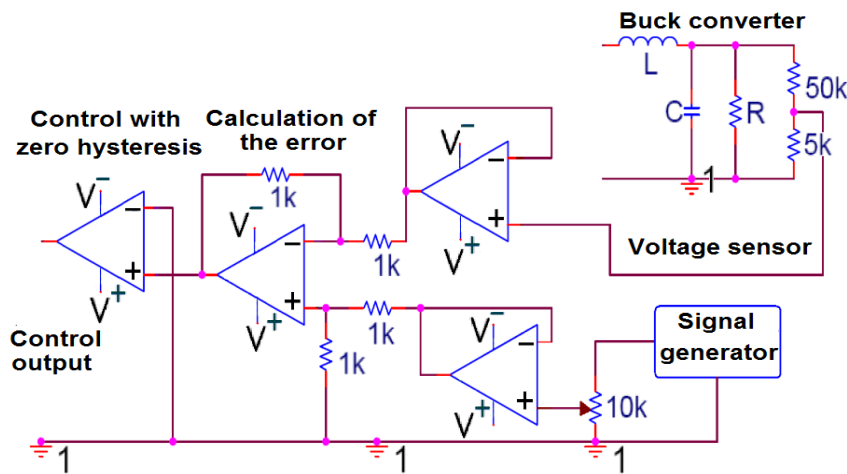 Buck converter
L
50k
C
R
5k
1
Control with
zero hysteresis
Calculation of
the error
1k
V-
V+
-
+
V-
V+
-
+
1k
V-
V+
-
+
Voltage sensor
1k
1k
V-
V+
-
+
10k
Signal
generator
Control
output
1
1
1